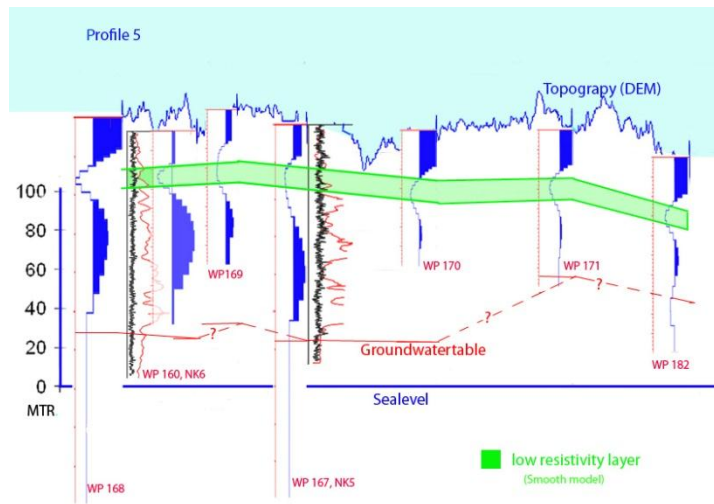 Profile 5
Topograpy (DEM)
100
80
60
40
20
0
MTR
WP169
WP 170
WP 171
?
?
?
Groundwatertable
WP 160, NK6
WP 182
Sealevel
low resistivity layer
(Smooth model)
WP 168
WP 167, NK5